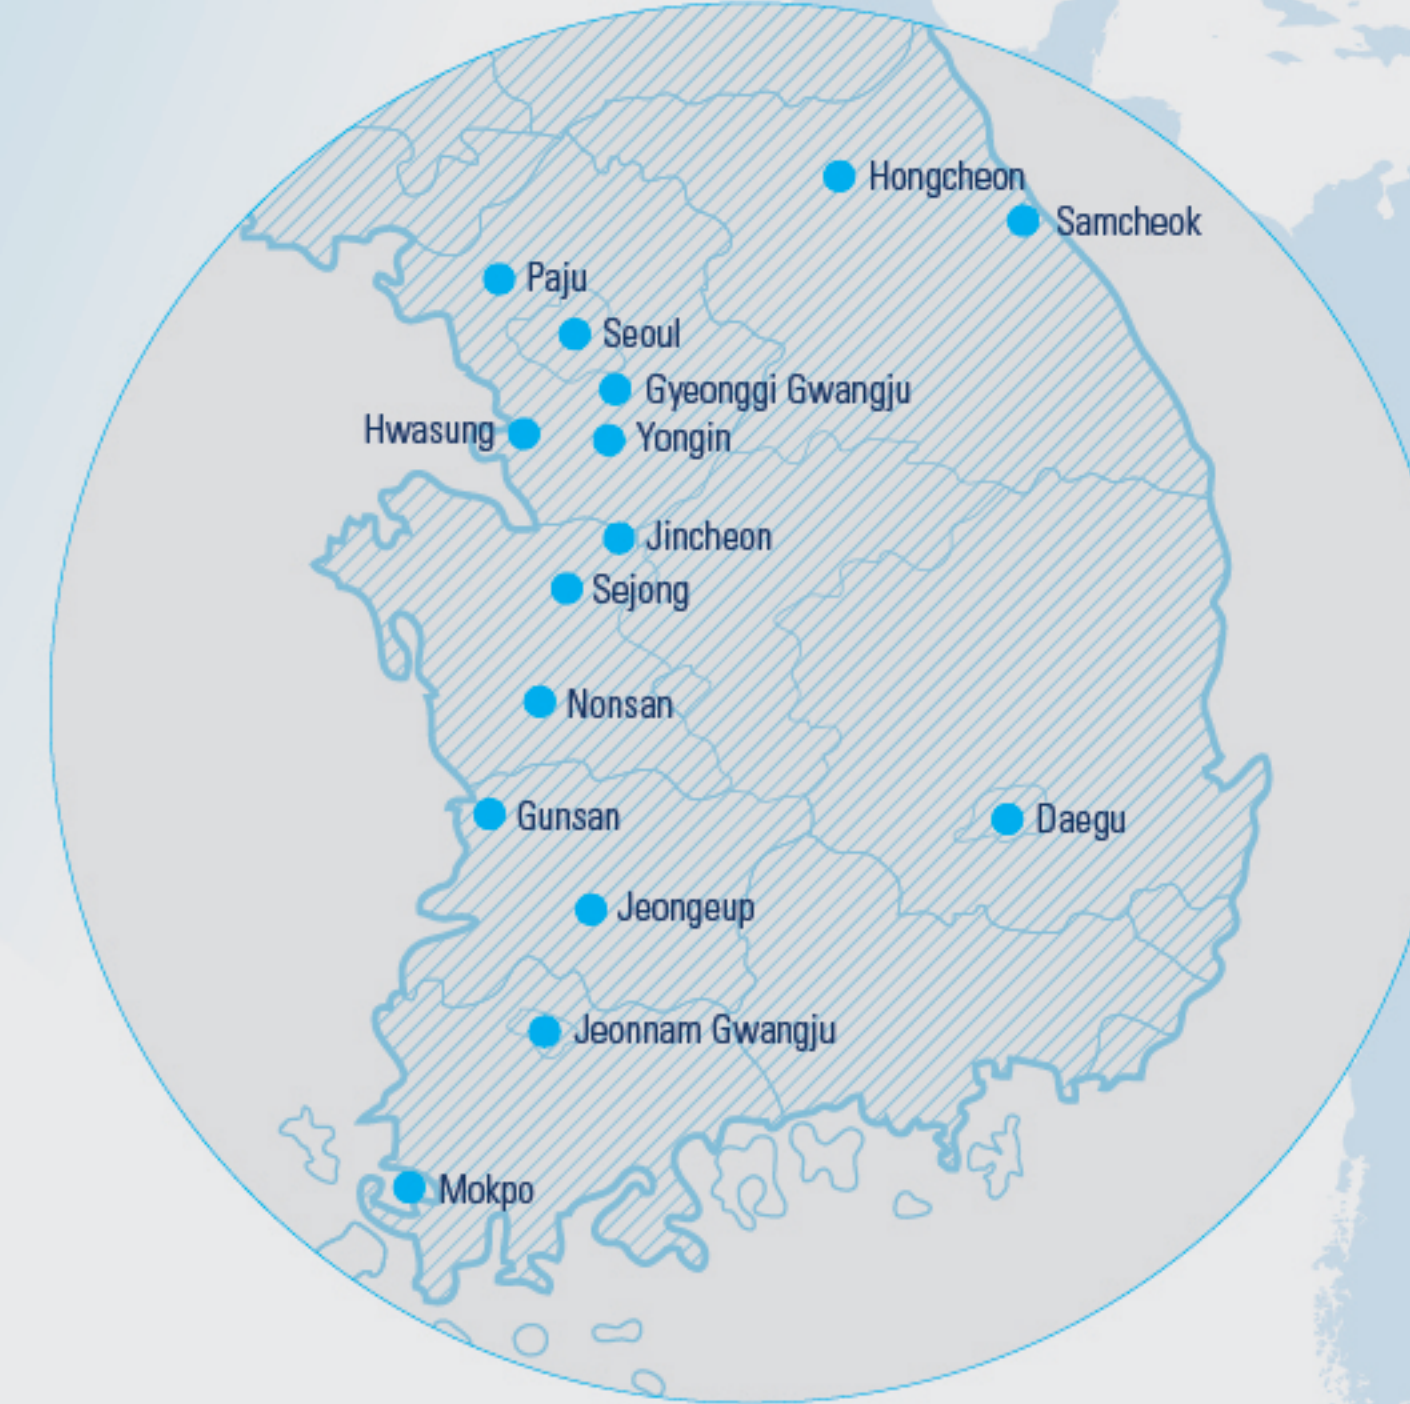 Hongcheon
Samcheok
Paju
Seoul
Gyeonggi Gwangju
Hwasung
Yongin
Jincheon
Sejong
Nonsan
Gunsan
Daegu
Jeongeup
Jeonnam Gwangju
Mokpo